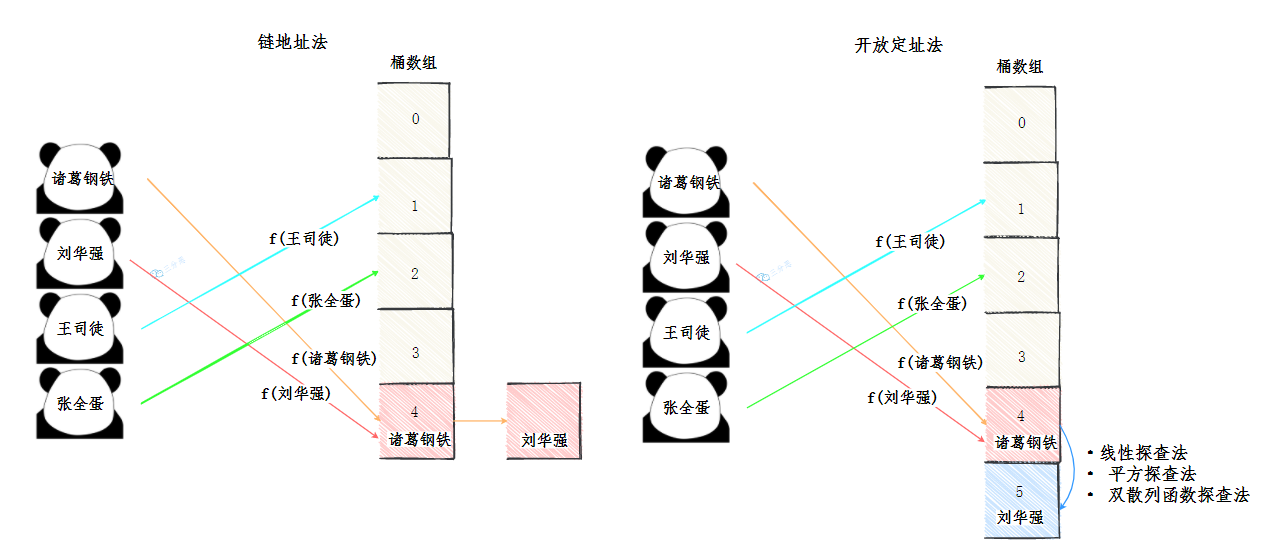 链地址法
桶数组
0
诸葛钢铁
1
刘华强
f(王司徒)
2
王司徒
f(张全蛋)
3
f(诸葛钢铁)
张全蛋
f(刘华强)
4
诸葛钢铁
刘华强
开放定址法
桶数组
0
诸葛钢铁
1
刘华强
f(王司徒)
2
王司徒
f(张全蛋)
3
f(诸葛钢铁)
张全蛋
f(刘华强)
4
诸葛钢铁
• 线性探查法
• 平方探查法
• 双散列函数探查法
5
刘华强